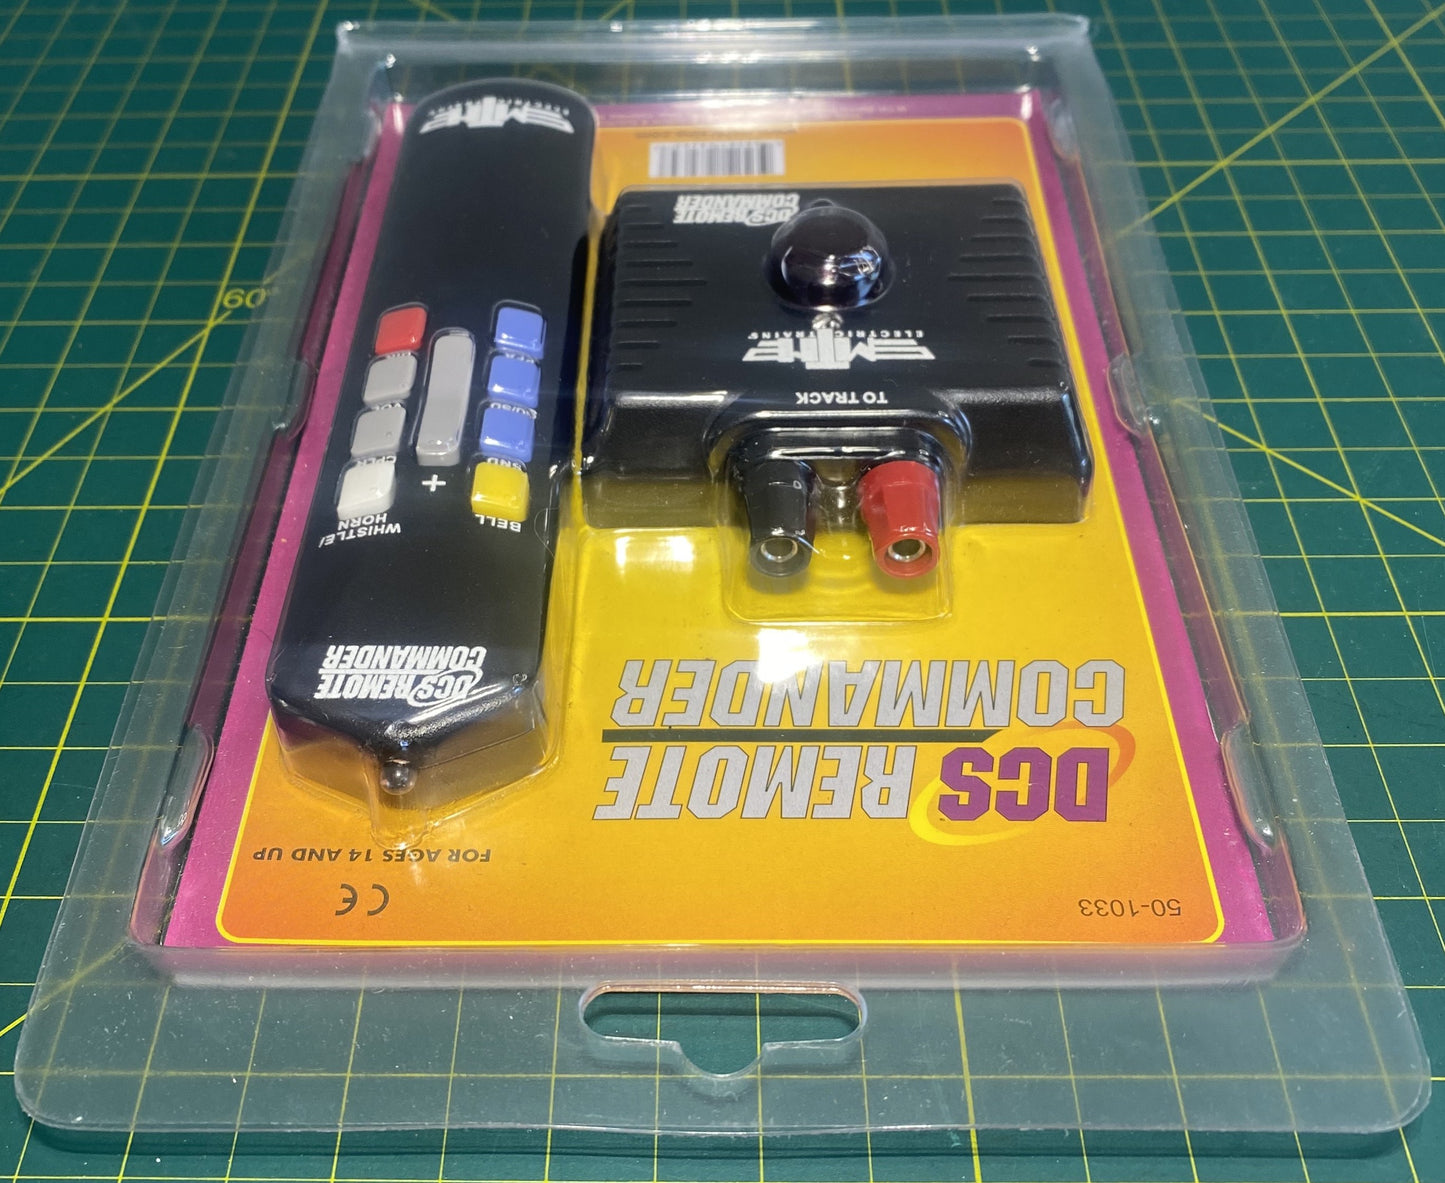 50-1033
CE
FOR AGES 14 AND UP
DCS REMOTE
COMMANDER
DCS REMOTE
COMMANDER
BELL
WHISTLE/
HORN
+
GND
MTH
ELECTRIC TRAINS
TO TRACK
MTH
ELECTRIC TRAINS
DCS REMOTE
COMMANDER
60°